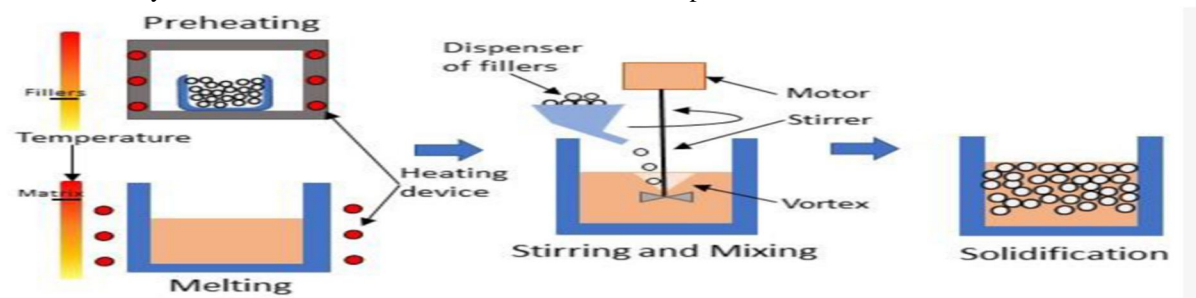 Preheating
Fillers
Temperature
Matrix
Heating
device
Melting
Dispenser
of fillers
Motor
Stirrer
Vortex
Stirring and Mixing
Solidification